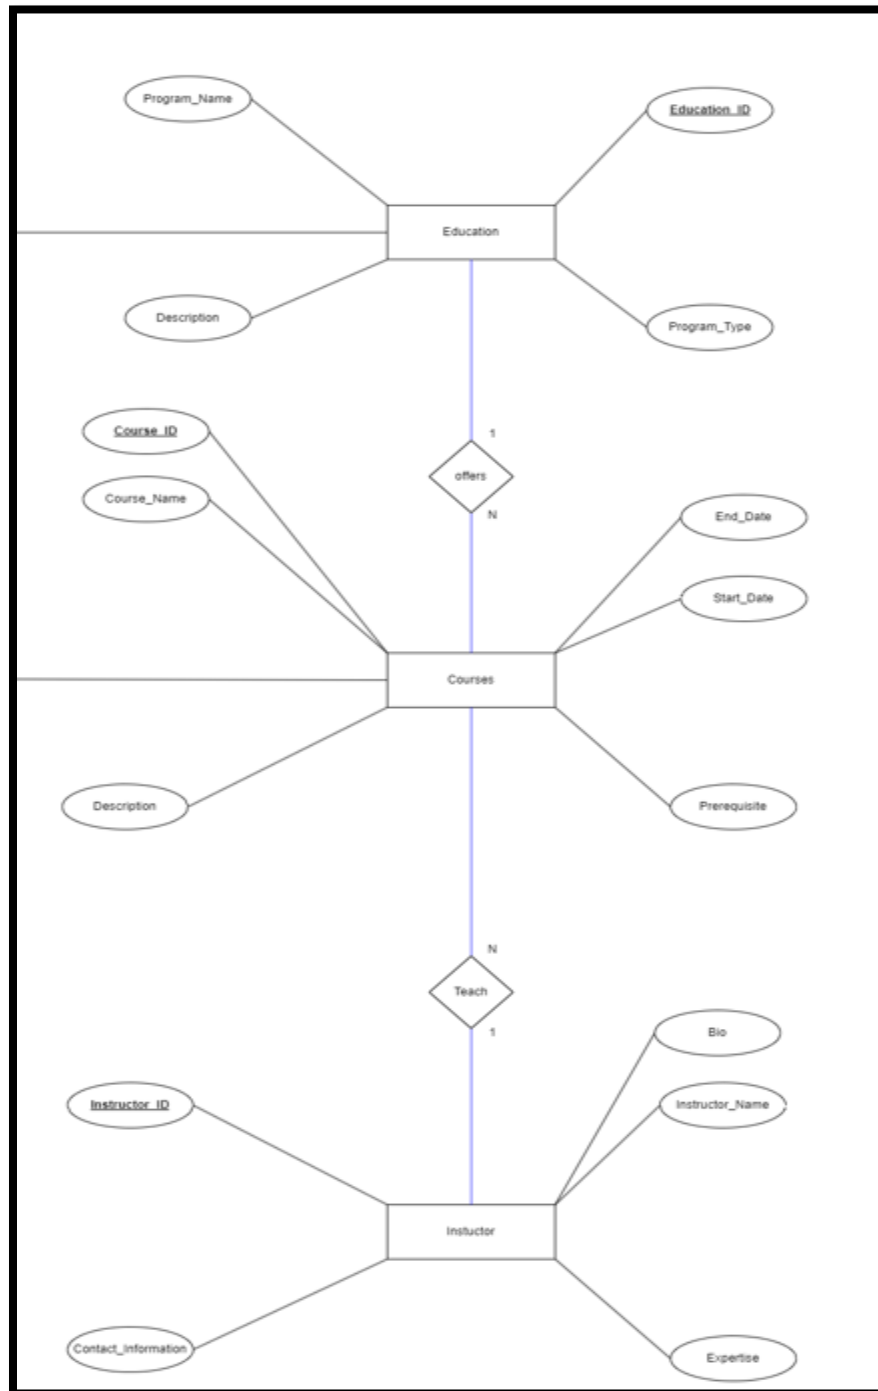 Program_Name
Education_ID
Education
Description
Program_Type
Course_ID
1
offers
Course_Name
N
End_Date
Start_Date
Courses
Description
Prerequisite
N
Teach
1
Bio
Instructor_ID
Instructor_Name
Instuctor
Contact_Information
Expertise